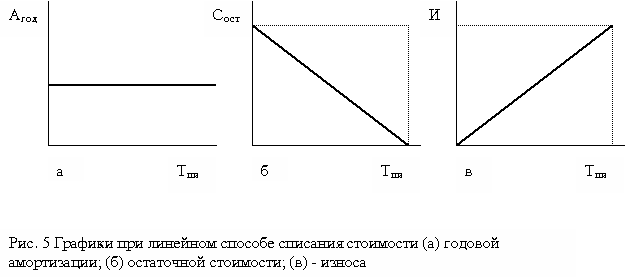 Агод Сост И
а Тпи б Тпи в Тпи
Рис. 5 Графики при линейном способе списания стоимости (а) годовой
амортизации; (б) остаточной стоимости; (в) - износа